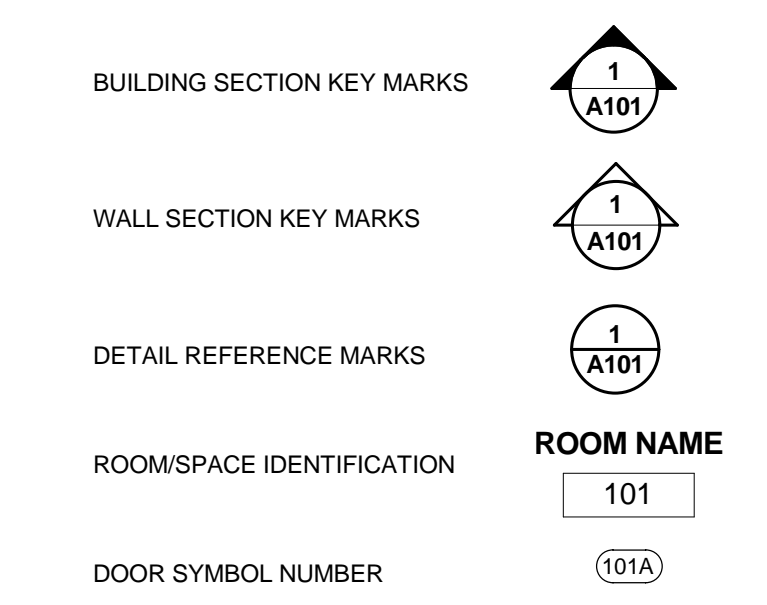 BUILDING SECTION KEY MARKS
1
A101
WALL SECTION KEY MARKS
1
A101
DETAIL REFERENCE MARKS
1
A101
ROOM/SPACE IDENTIFICATION
ROOM NAME
101
DOOR SYMBOL NUMBER
101A